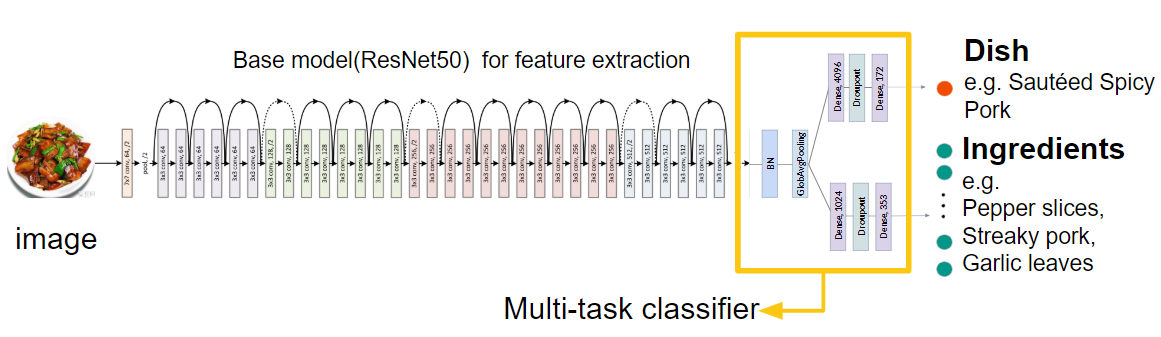 Base model(ResNet50) for feature extraction
image
7x7 conv, 64, /2
pool, /2
3x3 conv, 64
3x3 conv, 64
3x3 conv, 64
3x3 conv, 64
3x3 conv, 64
3x3 conv, 64
3x3 conv, 128, /2
3x3 conv, 128
3x3 conv, 128
3x3 conv, 128
3x3 conv, 128
3x3 conv, 128
3x3 conv, 128
3x3 conv, 128
3x3 conv, 256, /2
3x3 conv, 256
3x3 conv, 256
3x3 conv, 256
3x3 conv, 256
3x3 conv, 256
3x3 conv, 256
3x3 conv, 256
3x3 conv, 256
3x3 conv, 256
3x3 conv, 256
3x3 conv, 256
3x3 conv, 512, /2
3x3 conv, 512
3x3 conv, 512
3x3 conv, 512
3x3 conv, 512
3x3 conv, 512
BN
GlobAvgPooling
Dense, 4096
Droupout
Dense, 172
Dense, 1024
Droupout
Dense, 353
Multi-task classifier
Dish
e.g. Sautéed Spicy
Pork
Ingredients
e.g.
Pepper slices,
Streaky pork,
Garlic leaves